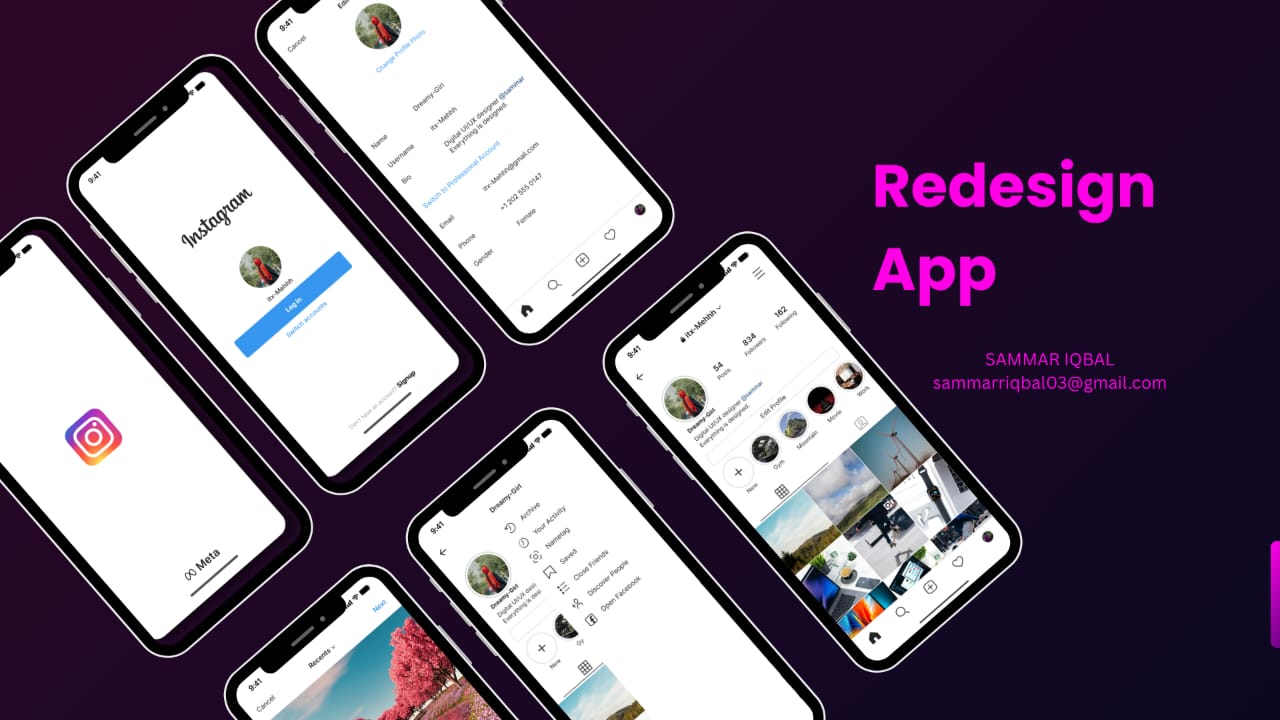 9:41
Meta
9:41
Instagram
itx-Mehhh
Log in
Switch accounts
Don't have an account? Signup
9:41
Cancel
Change Profile Photo
Name Dreamy-Girl
Username itx-Mehhh
Bio Digital UI/UX designer @sammar
Everything is designed.
Switch to Professional Account
Email itx-Mehh@gmail.com
Phone +1 202 555 0147
Gender Female
9:41
Cancel
Recents
Next
9:41
Dreamy-Girl
Dreamy-Girl
Digital UI/UX
Everything is
New
Archive
Your Activity
Nametag
Saved
Close Friends
Discover People
Open Facebook
9:41
itx-Mehhh
54 834 162
Posts Followers Following
Dreamy-Girl
Digital UI/UX designer @sammar
Everything is designed.
Edit Profile
New Gym Mountain Movie Work
Redesign
App
SAMMAR IQBAL
sammarriqbal03@gmail.com